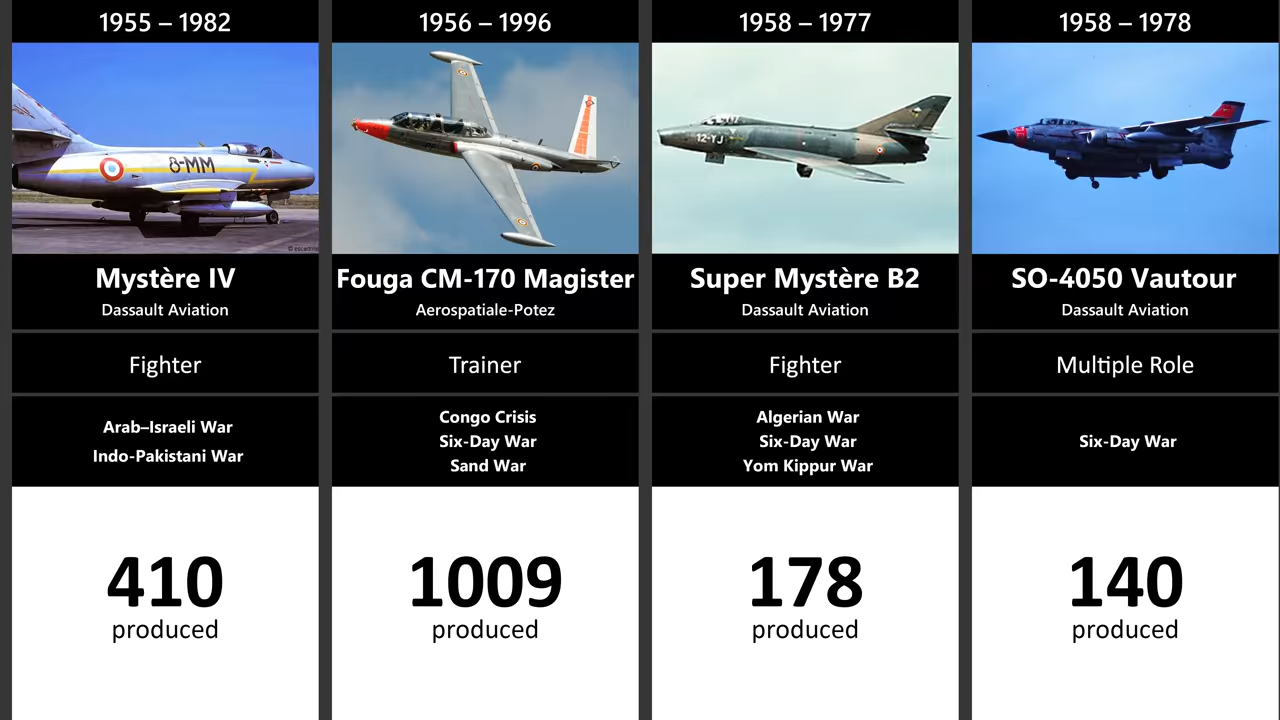 1955 – 1982
8-MM
Mystère IV
Dassault Aviation
Fighter
Arab–Israeli War
Indo-Pakistani War
410
produced
1956 – 1996
Fouga CM-170 Magister
Aerospatiale-Potez
Trainer
Congo Crisis
Six-Day War
Sand War
1009
produced
1958 – 1977
12-TJ
Super Mystère B2
Dassault Aviation
Fighter
Algerian War
Six-Day War
Yom Kippur War
178
produced
1958 – 1978
SO-4050 Vautour
Dassault Aviation
Multiple Role
Six-Day War
140
produced